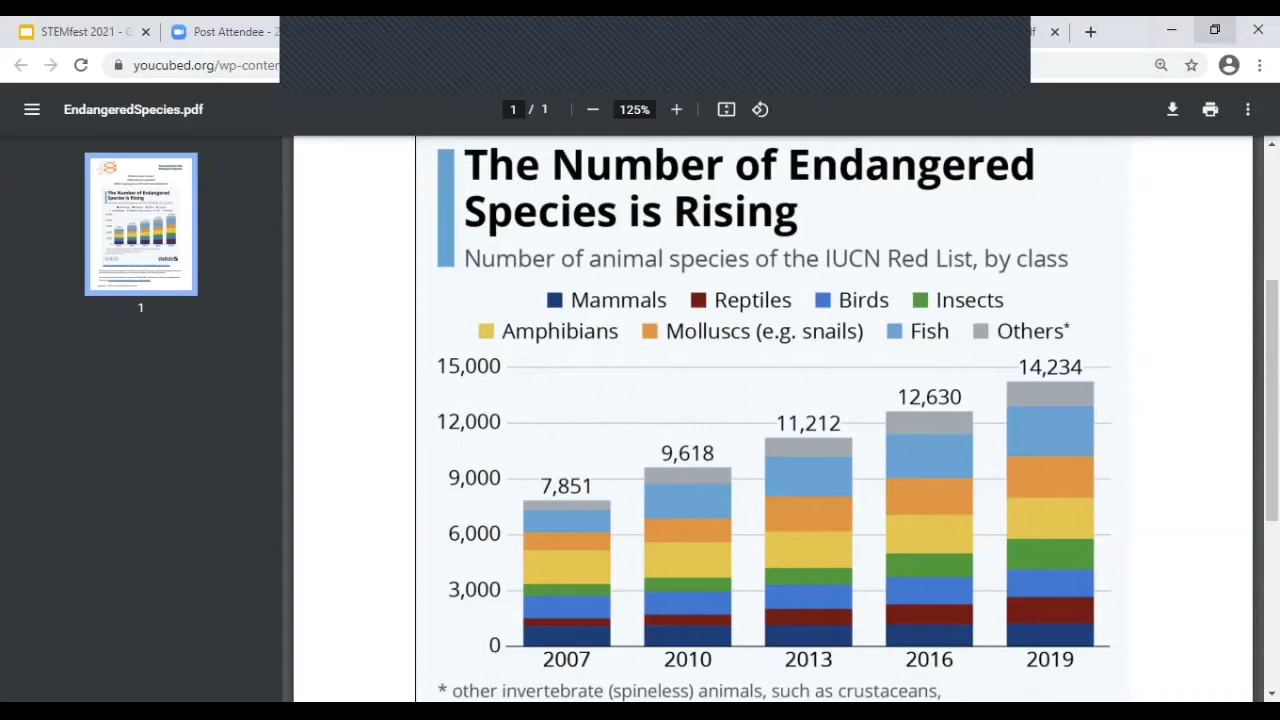 STEMfest 2021 -
Post Attendee -
youcubed.org/wp-conter
EndangeredSpecies.pdf
1 / 1
125%
1
The Number of Endangered
Species is Rising
Number of animal species of the IUCN Red List, by class
Mammals Reptiles Birds Insects
Amphibians Molluscs (e.g. snails) Fish Others*
15,000
12,000
9,000
6,000
3,000
0
7,851
9,618
11,212
12,630
14,234
2007 2010 2013 2016 2019
* other invertebrate (spineless) animals, such as crustaceans,